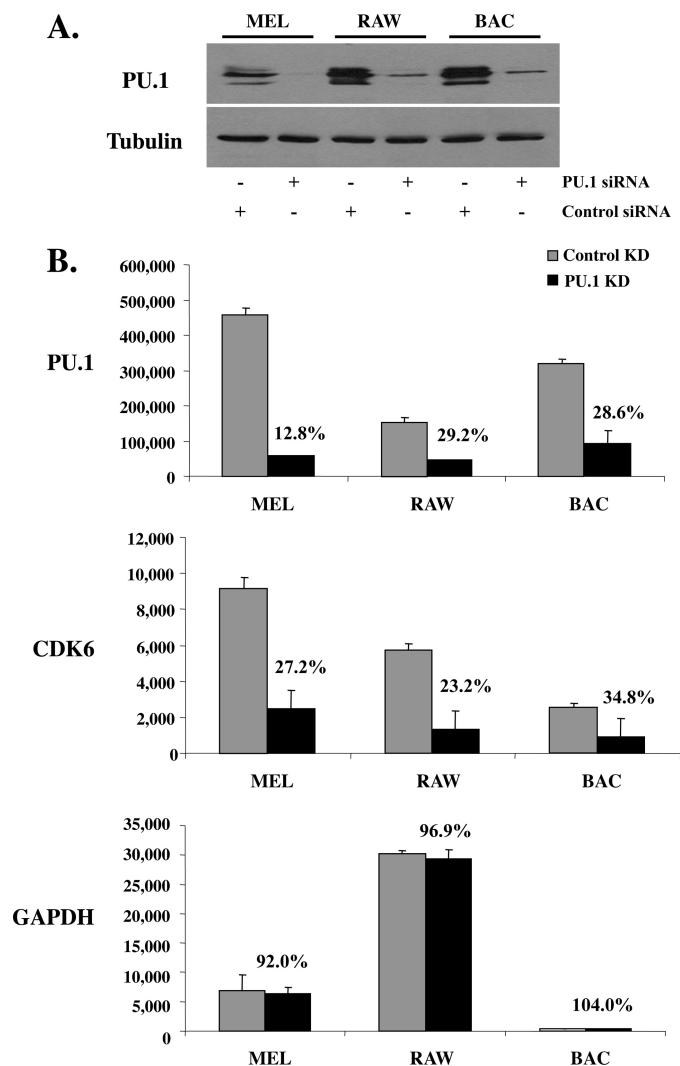 A.
MEL RAW BAC
PU.1
Tubulin
- + - + - + PU.1 siRNA
+ - + - + - Control siRNA
B.
Control KD
PU.1 KD
PU.1
600,000
500,000
400,000
300,000
200,000
100,000
0
12.8%
29.2%
28.6%
MEL RAW BAC
CDK6
12,000
10,000
8,000
6,000
4,000
2,000
0
27.2%
23.2%
34.8%
MEL RAW BAC
GAPDH
35,000
30,000
25,000
20,000
15,000
10,000
5,000
0
92.0%
96.9%
104.0%
MEL RAW BAC